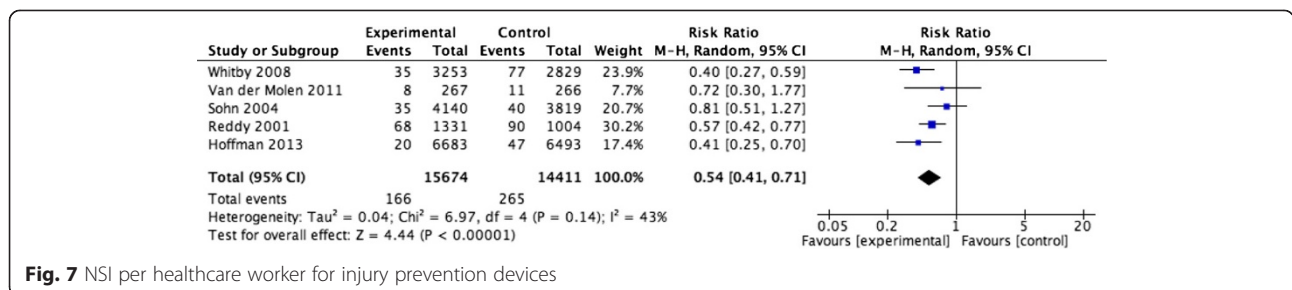 Experimental Control Risk Ratio Risk Ratio
Study or Subgroup Events Total Events Total Weight M-H, Random, 95% CI M-H, Random, 95% CI
Whitby 2008 35 3253 77 2829 23.9% 0.40 [0.27, 0.59]
Van der Molen 2011 8 267 11 266 7.7% 0.72 [0.30, 1.77]
Sohn 2004 35 4140 40 3819 20.7% 0.81 [0.51, 1.27]
Reddy 2001 68 1331 90 1004 30.2% 0.57 [0.42, 0.77]
Hoffman 2013 20 6683 47 6493 17.4% 0.41 [0.25, 0.70]
Total (95% CI) 15674 14411 100.0% 0.54 [0.41, 0.71]
Total events 166 265
Heterogeneity: Tau² = 0.04; Chi² = 6.97, df = 4 (P = 0.14); I² = 43%
Test for overall effect: Z = 4.44 (P < 0.00001)
0.05 0.2 1 5 20
Favours [experimental] Favours [control]
Fig. 7 NSI per healthcare worker for injury prevention devices